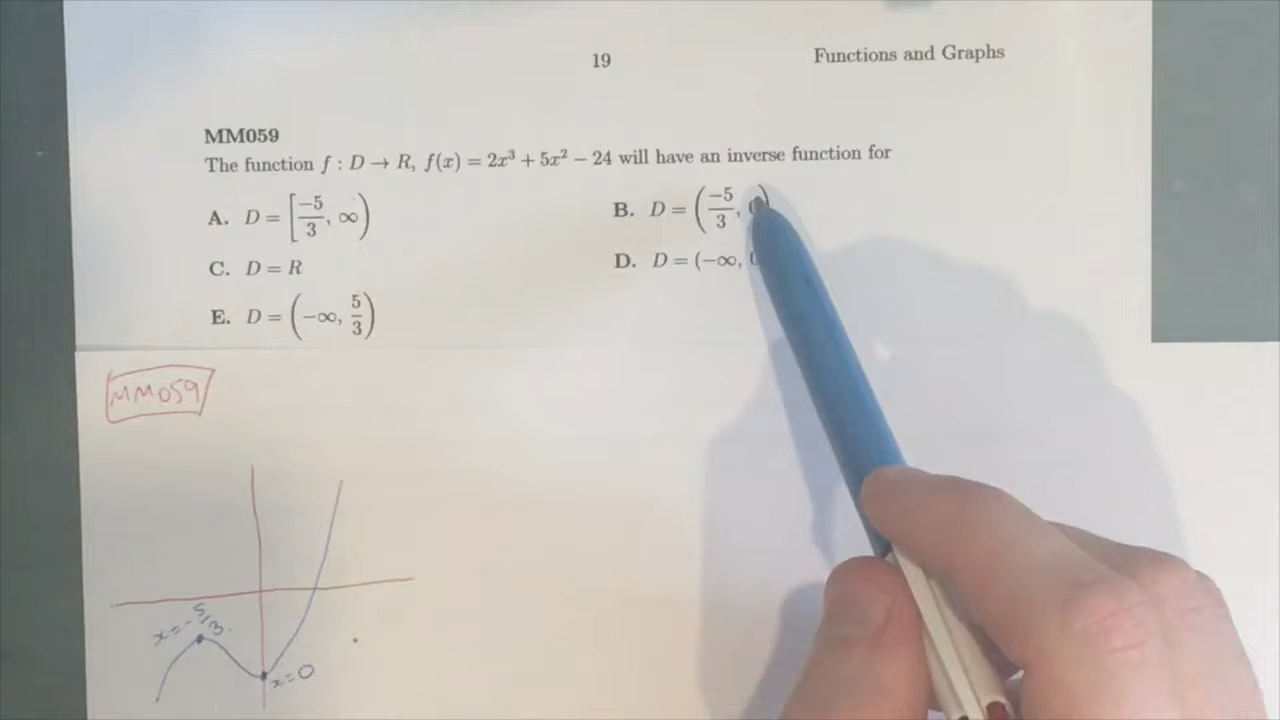 19 Functions and Graphs
MM059
The function f : D → R, f(x) = 2x³ + 5x² − 24 will have an inverse function for
A. D = [−5/3, ∞)
B. D = (−5/3, )
C. D = R
D. D = (−∞,
E. D = (−∞, 5/3)
MM059
x=-5/3
x=0